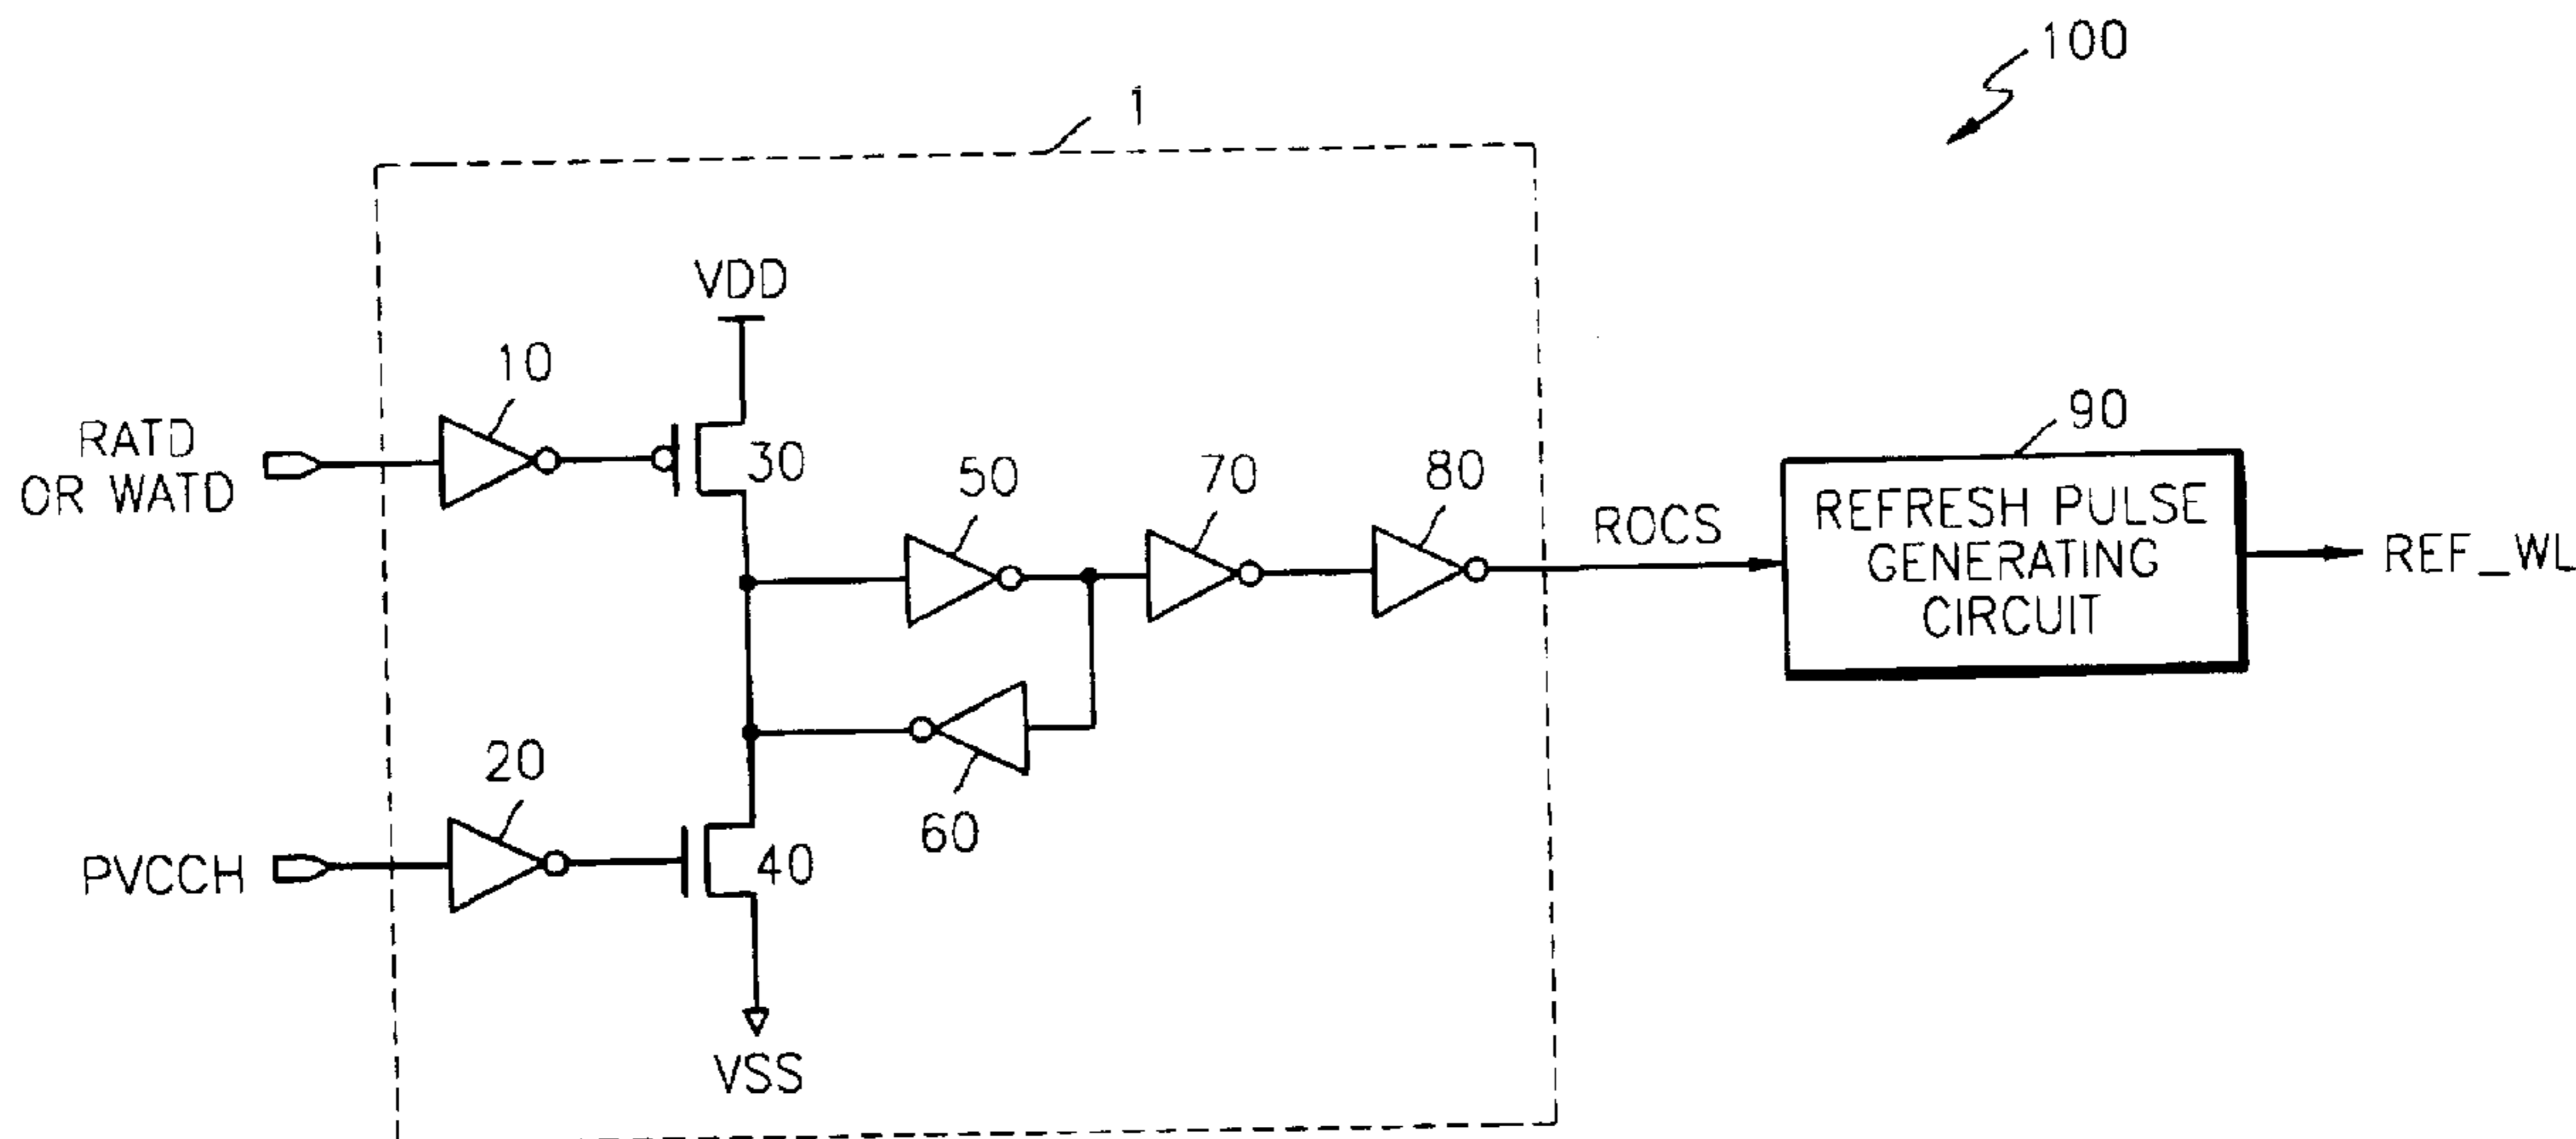 100
1
VDD
10
RATD
OR WATD
30
50
70
80
ROCS
90
REFRESH PULSE
GENERATING
CIRCUIT
REF_WL
20
60
PVCCH
40
VSS